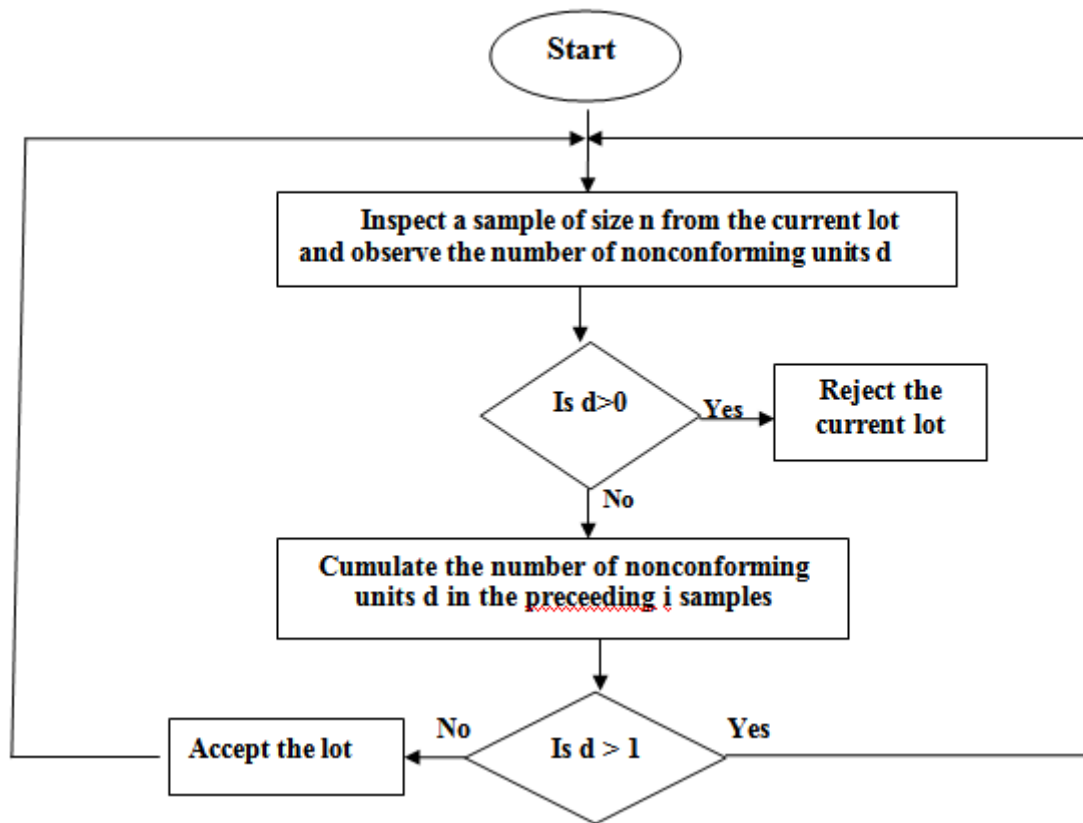 Start
Inspect a sample of size n from the current lot
and observe the number of nonconforming units d
Is d>0
Yes
Reject the
current lot
No
Cumulate the number of nonconforming
units d in the preceeding i samples
Is d > 1
No
Yes
Accept the lot